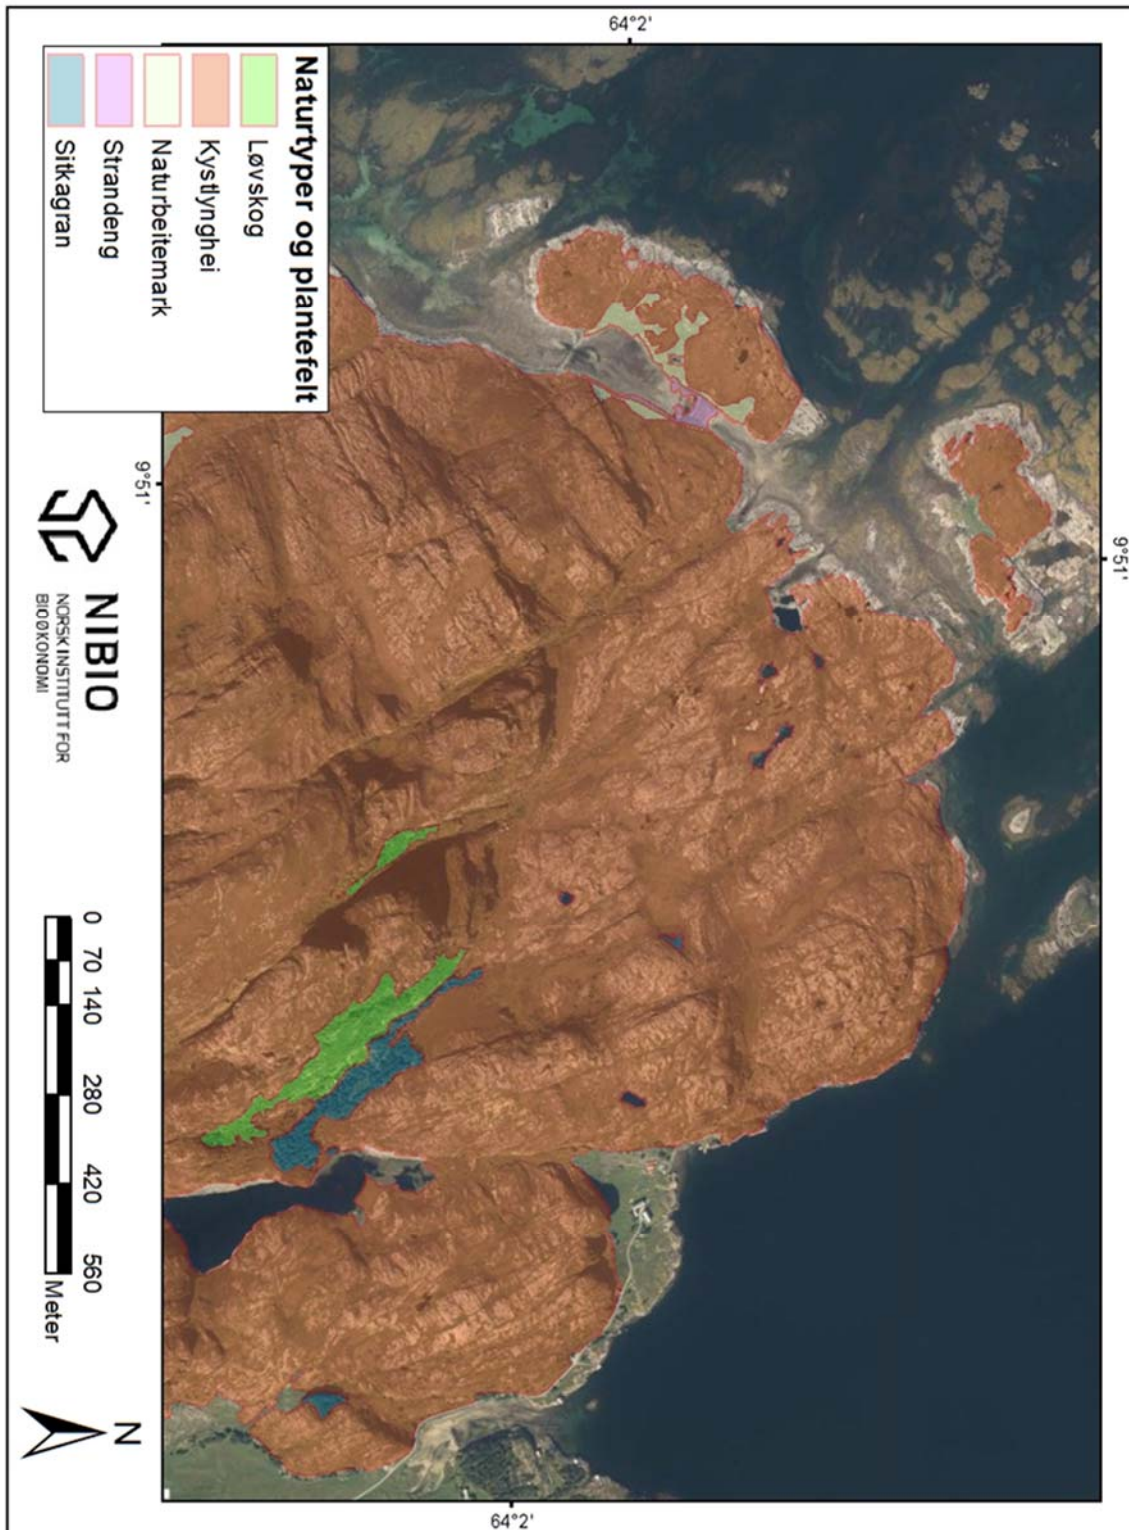 64°2'
9°51'
9°51'
64°2'
Naturtyper og plantefelt
Løvskog
Kystlynghei
Naturbeitemark
Strandeng
Sitkagran
NIBIO
NORSK INSTITUTT FOR
BIOØKONOMI
0 70 140 280 420 560
Meter
N